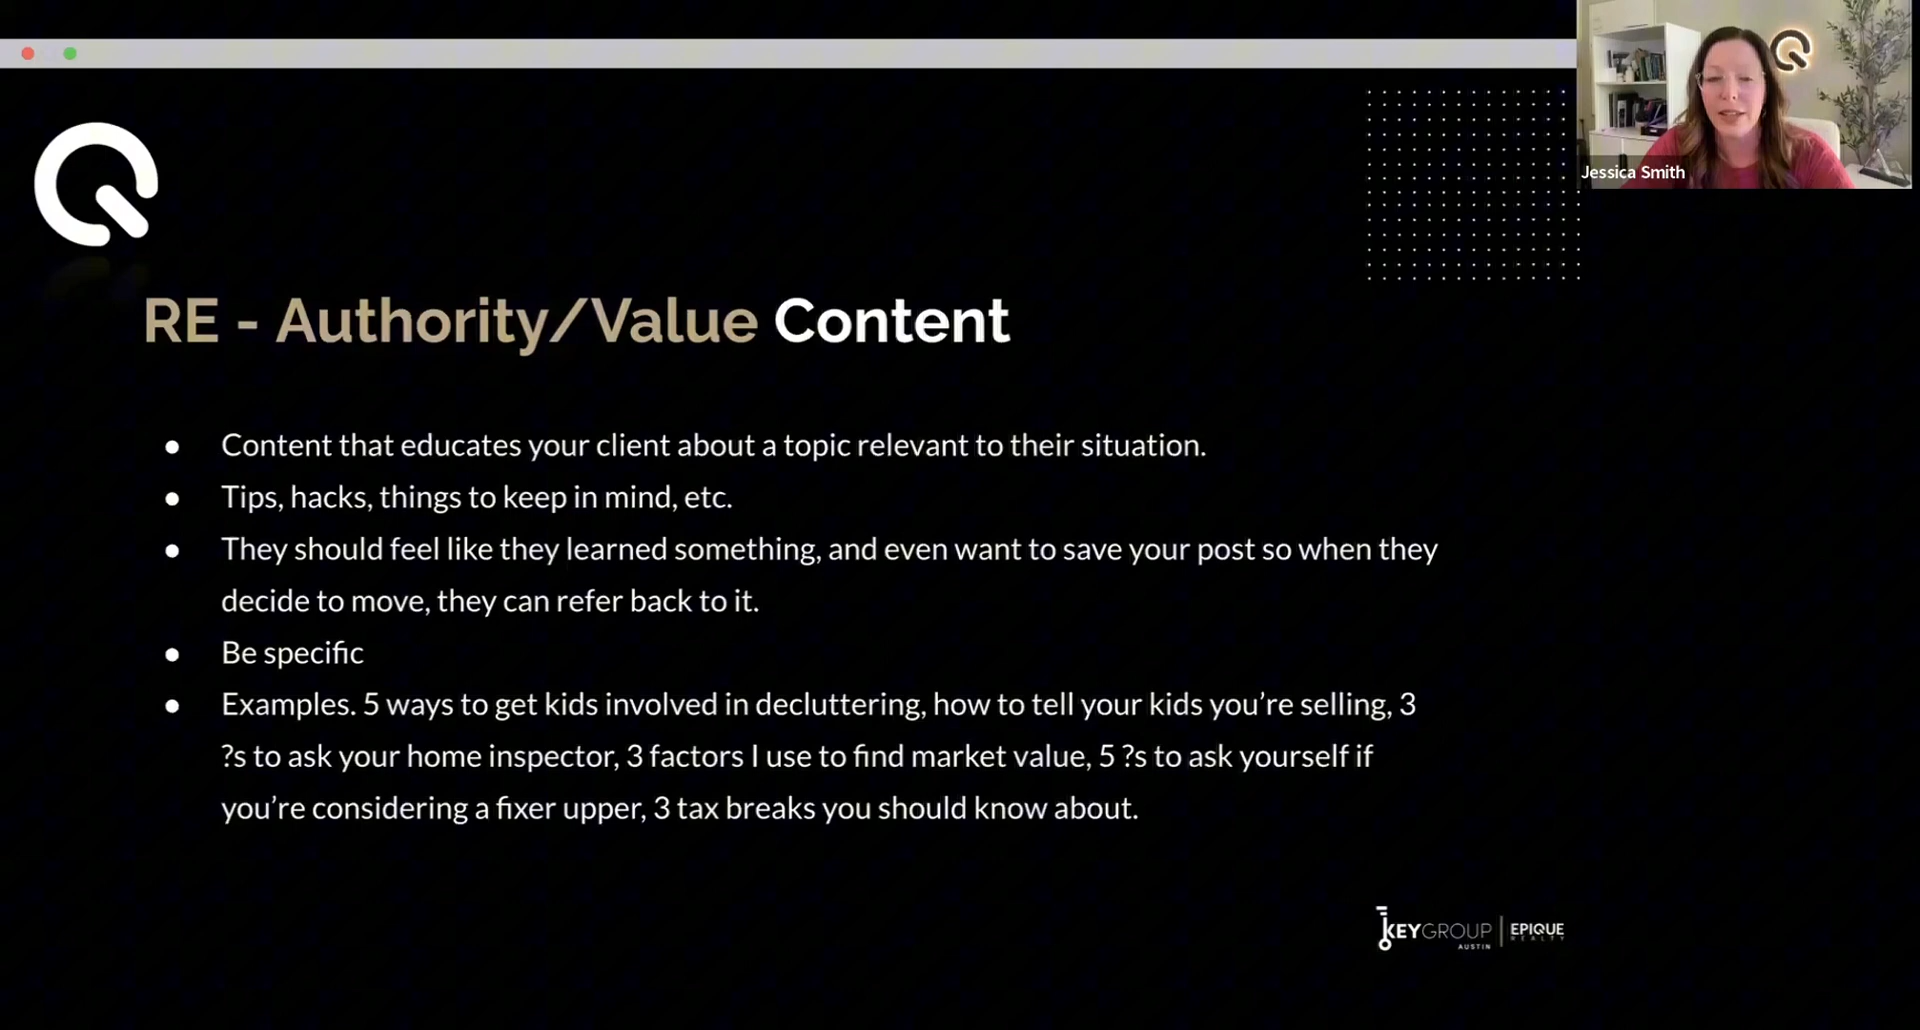 Jessica Smith
RE - Authority/Value Content
● Content that educates your client about a topic relevant to their situation.
● Tips, hacks, things to keep in mind, etc.
● They should feel like they learned something, and even want to save your post so when they
decide to move, they can refer back to it.
● Be specific
● Examples. 5 ways to get kids involved in decluttering, how to tell your kids you’re selling, 3
?s to ask your home inspector, 3 factors I use to find market value, 5 ?s to ask yourself if
you’re considering a fixer upper, 3 tax breaks you should know about.
KEYGROUP
AUSTIN
EPIQUE
REALTY